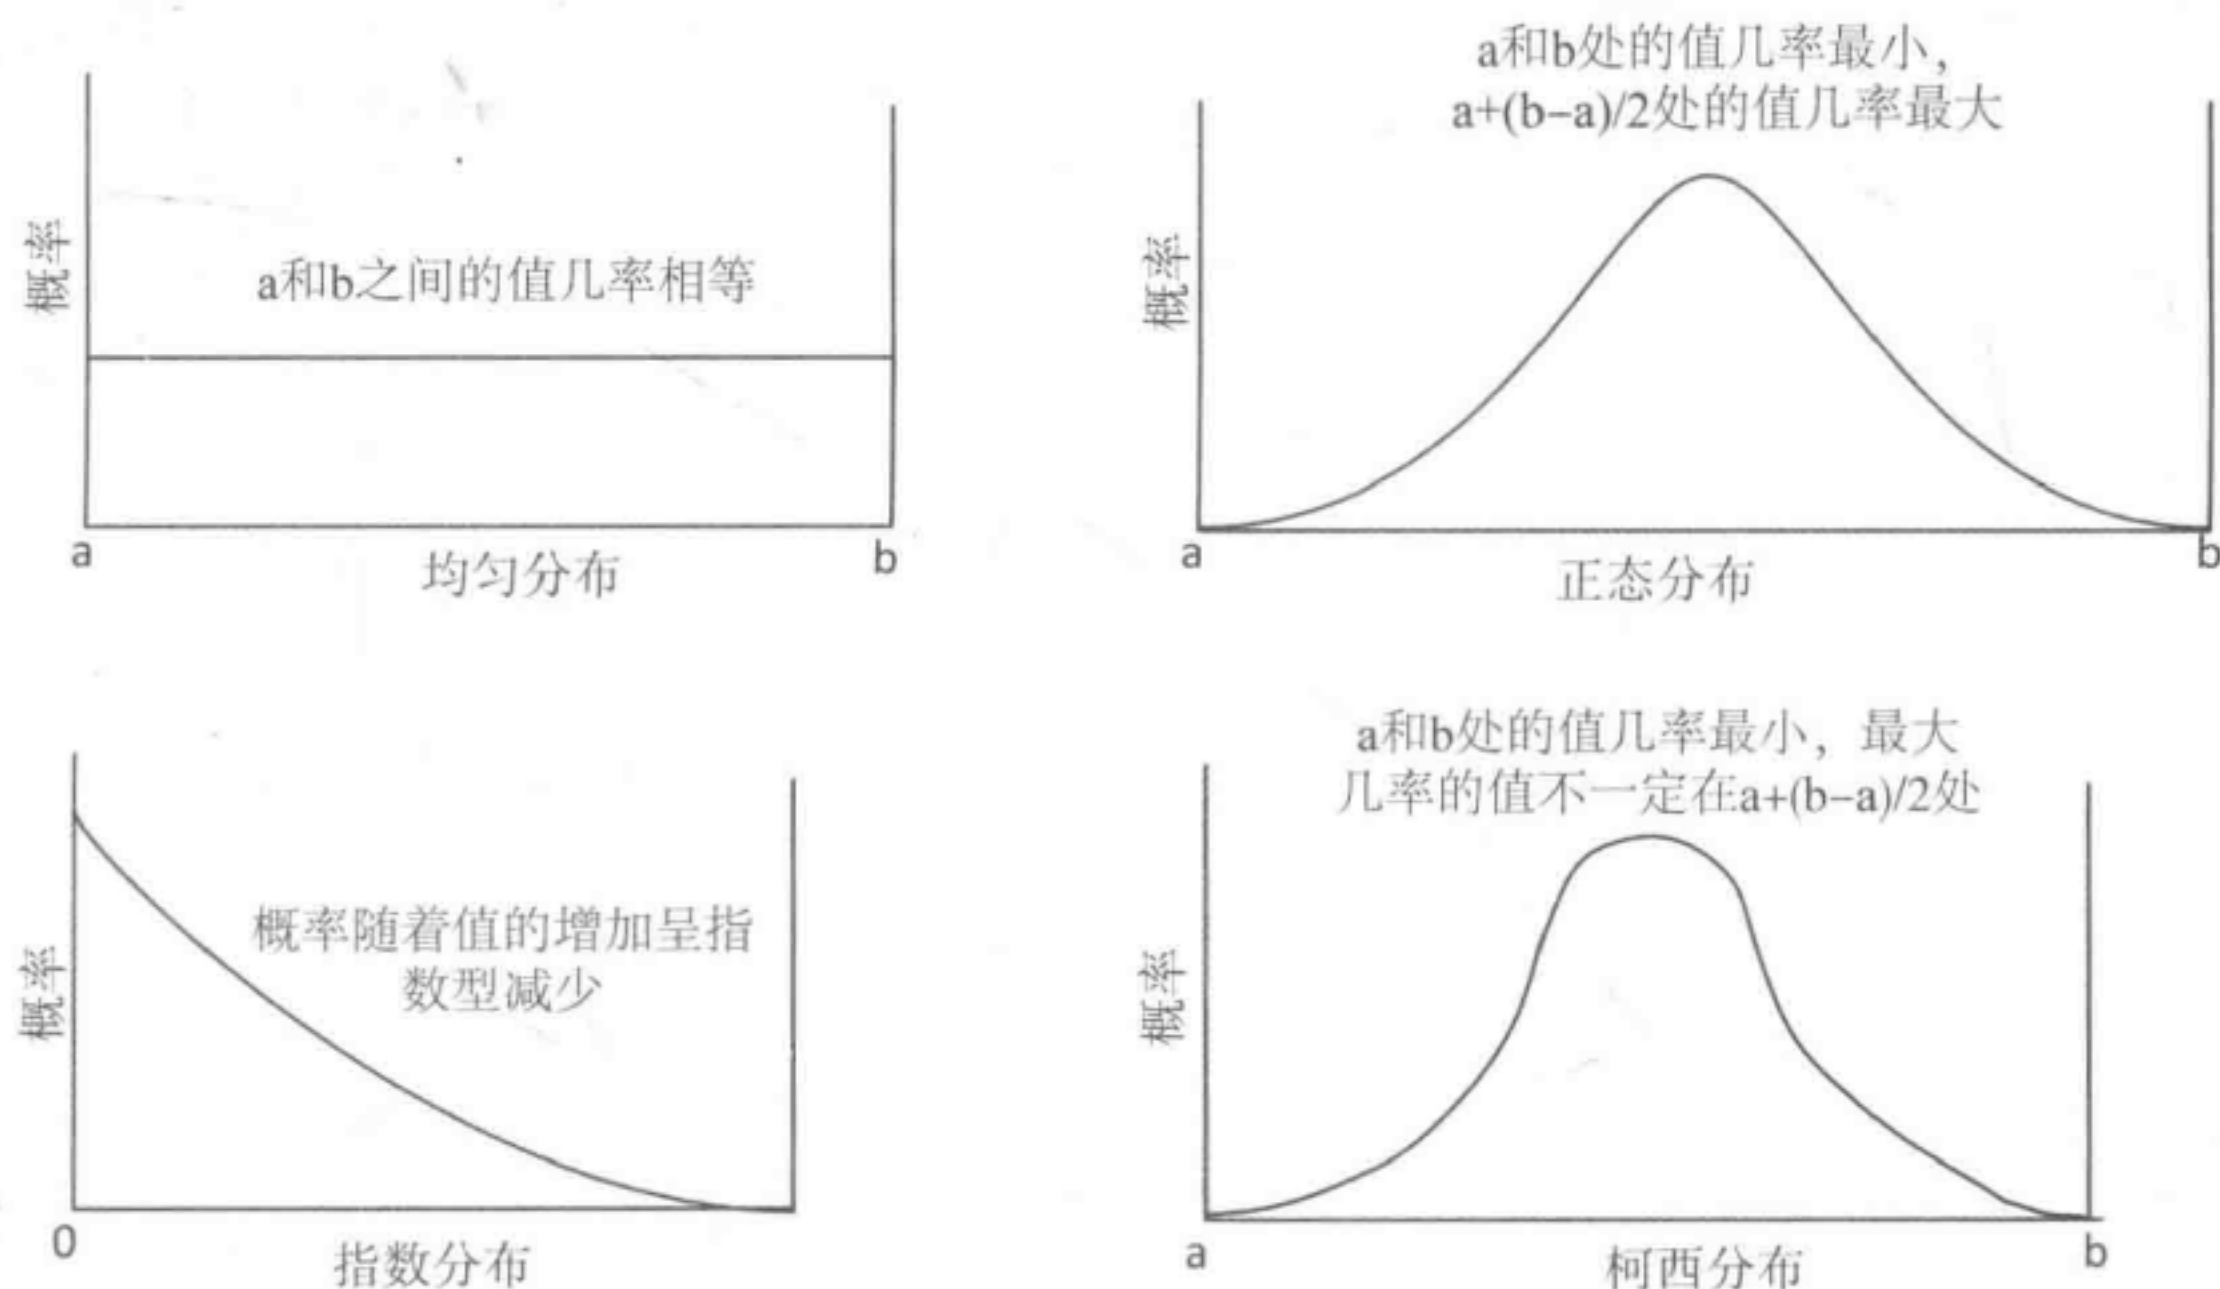 概率
a和b之间的值几率相等
a
b
均匀分布
a和b处的值几率最小，
a+(b−a)/2处的值几率最大
概率
a
b
正态分布
概率
概率随着值的增加呈指
数型减少
0
指数分布
a和b处的值几率最小，最大
几率的值不一定在a+(b−a)/2处
概率
a
b
柯西分布